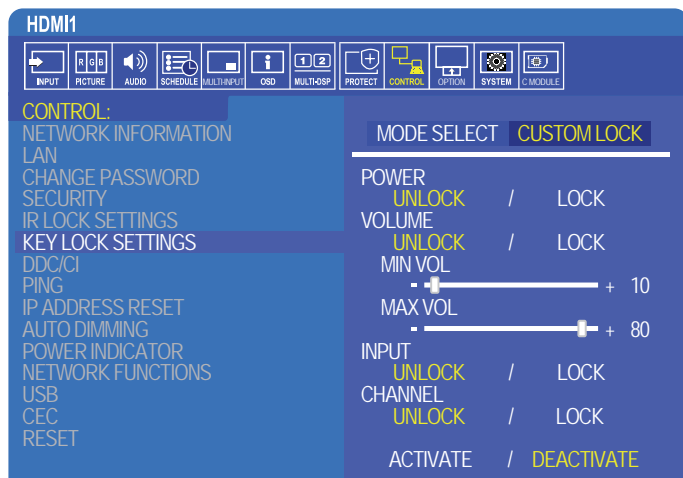 HDMI1
INPUT RGB PICTURE AUDIO SCHEDULE MULTI-INPUT OSD 1 2 MULTI-DSP PROTECT CONTROL OPTION SYSTEM C MODULE
CONTROL:
NETWORK INFORMATION
LAN
CHANGE PASSWORD
SECURITY
IR LOCK SETTINGS
KEY LOCK SETTINGS
DDC/CI
PING
IP ADDRESS RESET
AUTO DIMMING
POWER INDICATOR
NETWORK FUNCTIONS
USB
CEC
RESET
MODE SELECT CUSTOM LOCK
POWER
UNLOCK / LOCK
VOLUME
UNLOCK / LOCK
MIN VOL
- + 10
MAX VOL
- + 80
INPUT
UNLOCK / LOCK
CHANNEL
UNLOCK / LOCK
ACTIVATE / DEACTIVATE